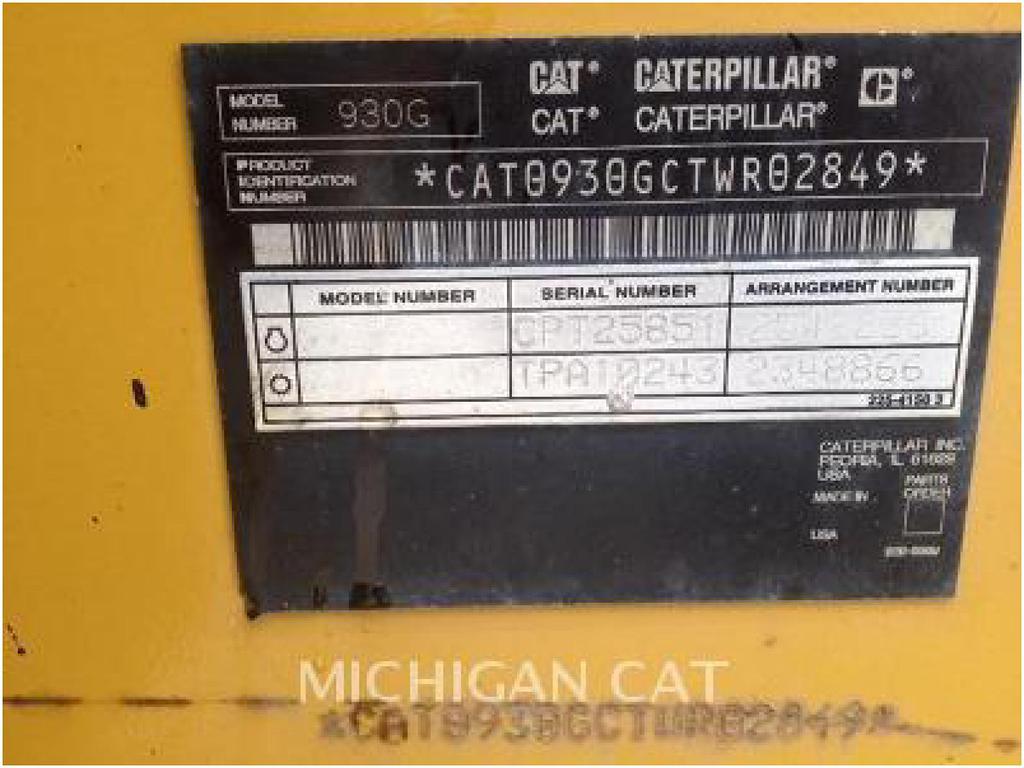 MODEL NUMBER 930G
CAT® CATERPILLAR®
CAT® CATERPILLAR®
PRODUCT IDENTIFICATION NUMBER *CAT0930GCTWR02849*
MODEL NUMBER SERIAL NUMBER ARRANGEMENT NUMBER
CPT25851
TPA10243 2348866
CATERPILLAR INC.
PEORIA, IL 61629
USA
PARTS ORDER
MADE IN
USA
MICHIGAN CAT
*CAT0930GCTWR02849*